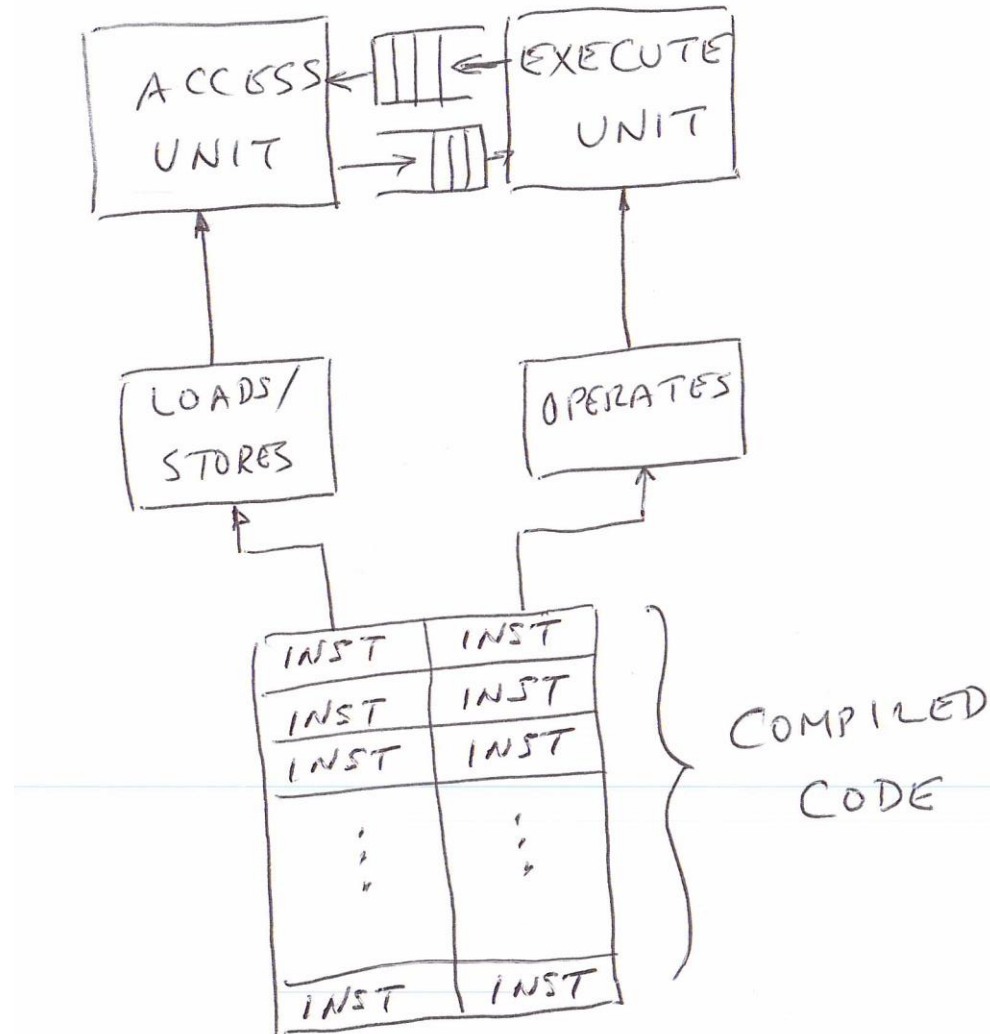 ACCESS
UNIT
EXECUTE
UNIT
LOADS/
STORES
OPERATES
INST INST
INST INST
INST INST
INST INST
COMPILED
CODE